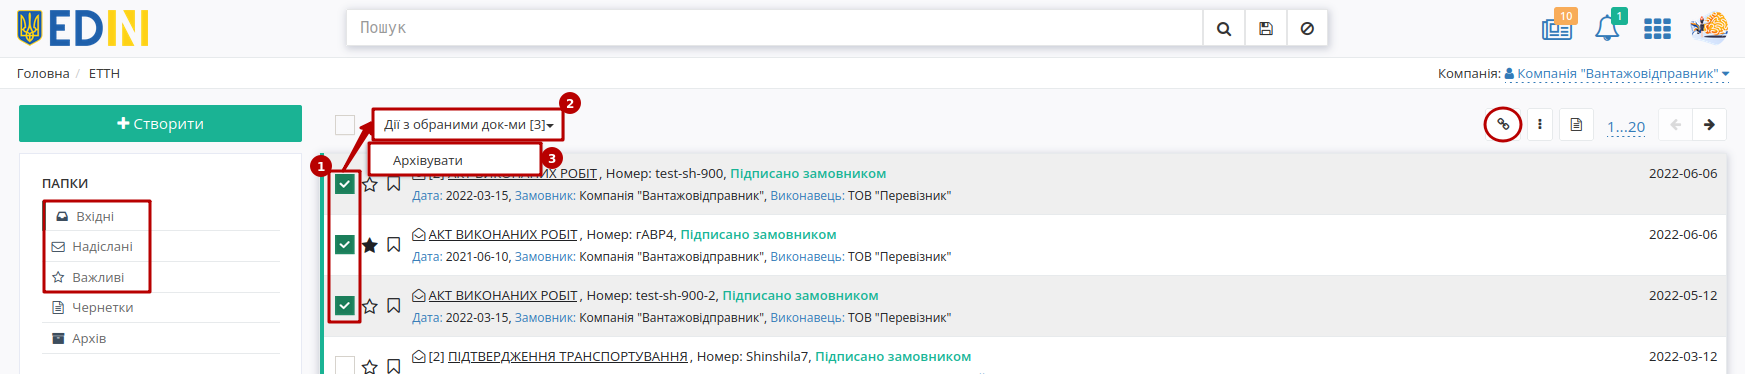 EDIN
Пошук
10
1
Головна / ЕТТН
Компанія: Компанія "Вантажовідправник"
+ Створити
Дії з обраними док-ми [3]
2
1...20
Архівувати
3
1
ПАПКИ
Вхідні
Надіслані
Важливі
Чернетки
Архів
АКТ ВИКОНАНИХ РОБІТ, Номер: test-sh-900, Підписано замовником
2022-06-06
Дата: 2022-03-15, Замовник: Компанія "Вантажовідправник", Виконавець: ТОВ "Перевізник"
АКТ ВИКОНАНИХ РОБІТ, Номер: гАВР4, Підписано замовником
2022-06-06
Дата: 2021-06-10, Замовник: Компанія "Вантажовідправник", Виконавець: ТОВ "Перевізник"
АКТ ВИКОНАНИХ РОБІТ, Номер: test-sh-900-2, Підписано замовником
2022-05-12
Дата: 2022-03-15, Замовник: Компанія "Вантажовідправник", Виконавець: ТОВ "Перевізник"
[2] ПІДТВЕРДЖЕННЯ ТРАНСПОРТУВАННЯ, Номер: Shinshila7, Підписано замовником
2022-03-12